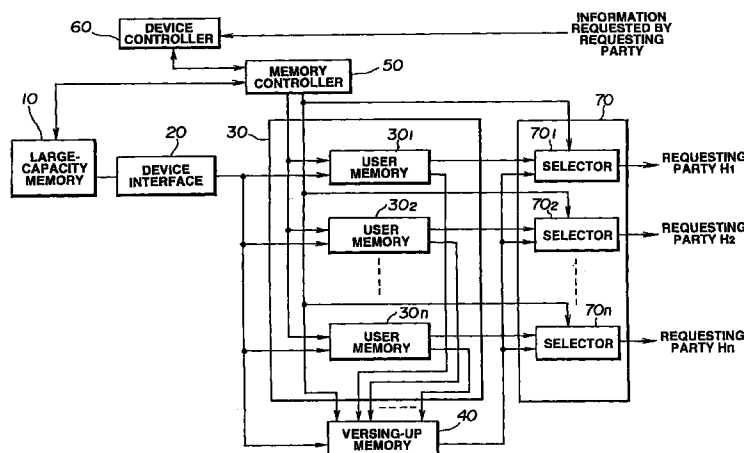 60
DEVICE
CONTROLLER
INFORMATION
REQUESTED BY
REQUESTING
PARTY
50
MEMORY
CONTROLLER
10
LARGE-
CAPACITY
MEMORY
20
DEVICE
INTERFACE
30
301
USER
MEMORY
302
USER
MEMORY
30n
USER
MEMORY
40
VERSING-UP
MEMORY
70
701
SELECTOR
REQUESTING
PARTY H1
702
SELECTOR
REQUESTING
PARTY H2
70n
SELECTOR
REQUESTING
PARTY Hn